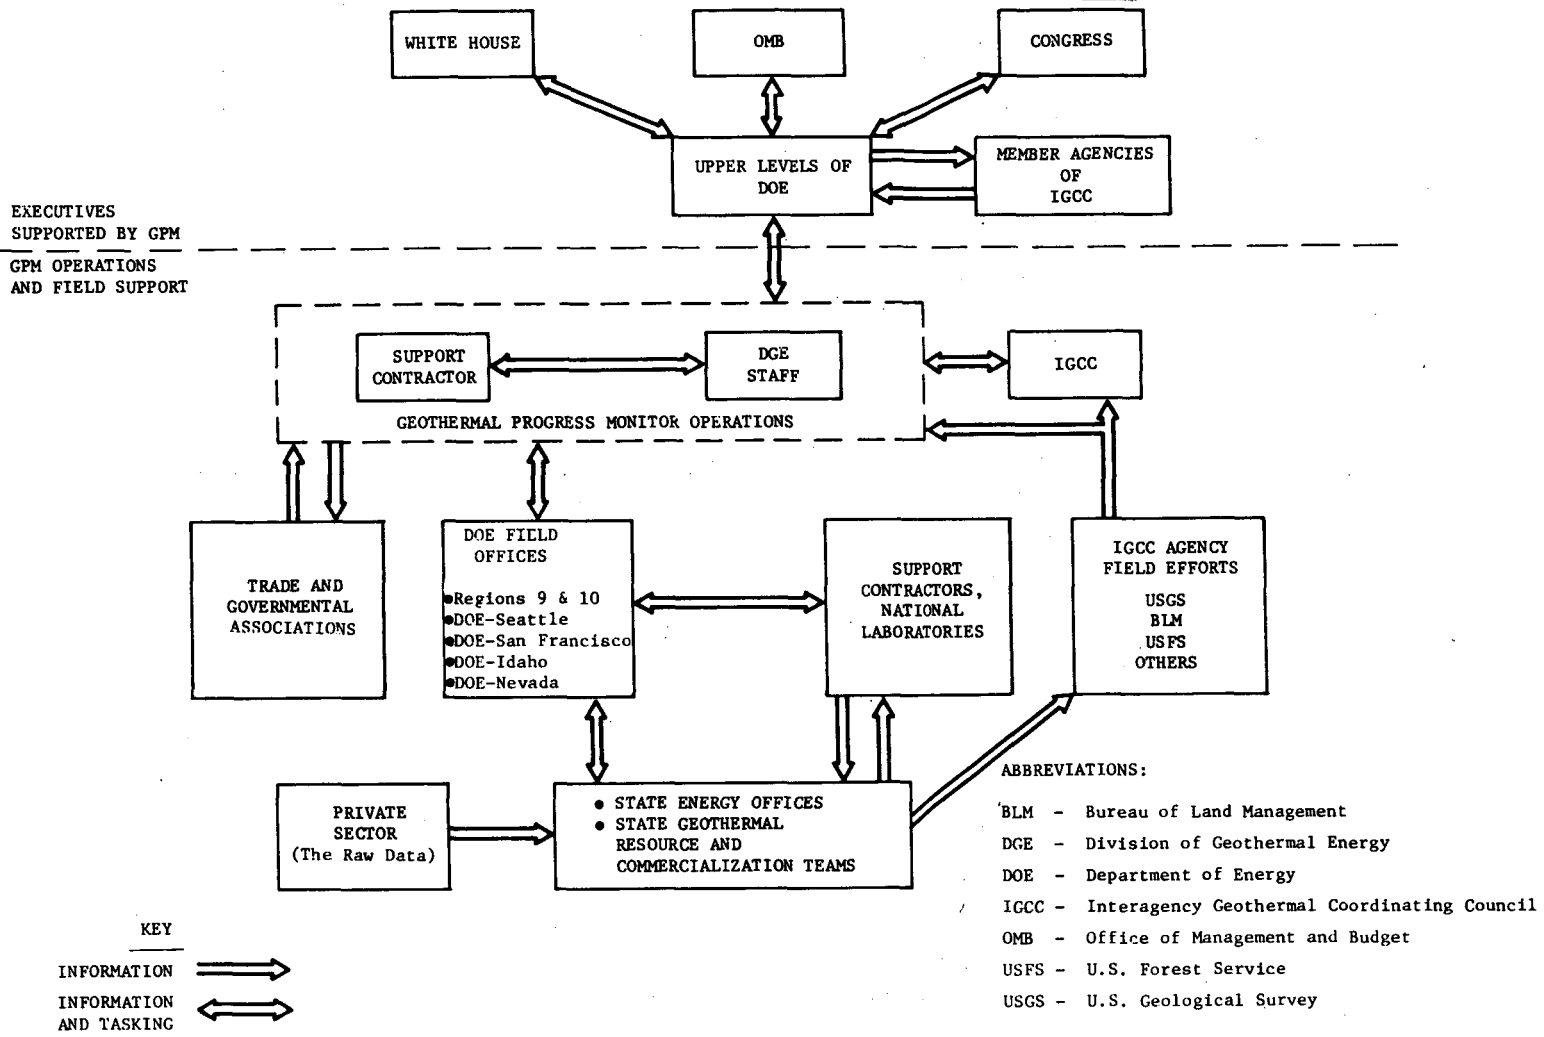 WHITE HOUSE
OMB
CONGRESS
UPPER LEVELS OF
DOE
MEMBER AGENCIES
OF
IGCC
EXECUTIVES
SUPPORTED BY GPM
GPM OPERATIONS
AND FIELD SUPPORT
SUPPORT
CONTRACTOR
DGE
STAFF
IGCC
GEOTHERMAL PROGRESS MONITOR OPERATIONS
TRADE AND
GOVERNMENTAL
ASSOCIATIONS
DOE FIELD
OFFICES
●Regions 9 & 10
●DOE-Seattle
●DOE-San Francisco
●DOE-Idaho
●DOE-Nevada
SUPPORT
CONTRACTORS,
NATIONAL
LABORATORIES
IGCC AGENCY
FIELD EFFORTS
USGS
BLM
USFS
OTHERS
PRIVATE
SECTOR
(The Raw Data)
● STATE ENERGY OFFICES
● STATE GEOTHERMAL
RESOURCE AND
COMMERCIALIZATION TEAMS
ABBREVIATIONS:
BLM - Bureau of Land Management
DGE - Division of Geothermal Energy
DOE - Department of Energy
IGCC - Interagency Geothermal Coordinating Council
OMB - Office of Management and Budget
USFS - U.S. Forest Service
USGS - U.S. Geological Survey
KEY
INFORMATION
INFORMATION
AND TASKING